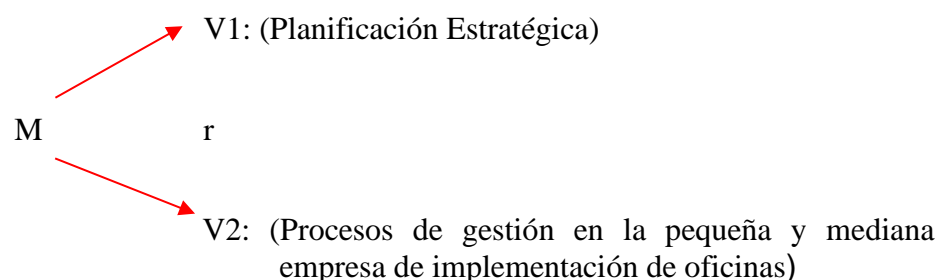 V1: (Planificación Estratégica)
M r
V2: (Procesos de gestión en la pequeña y mediana
empresa de implementación de oficinas)